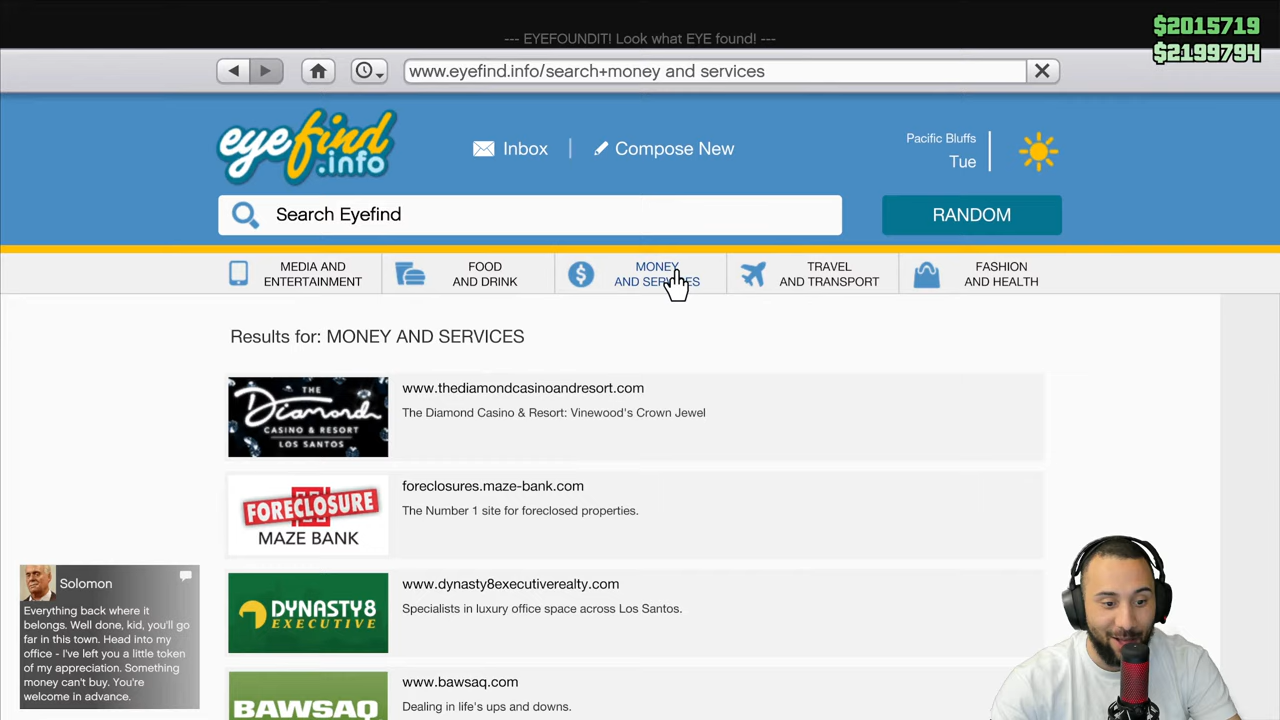 $2015719
$2199794
--- EYEFOUNDIT! Look what EYE found! ---
www.eyefind.info/search+money and services
eyefind
.info
Inbox
Compose New
Pacific Bluffs
Tue
Search Eyefind
RANDOM
MEDIA AND
ENTERTAINMENT
FOOD
AND DRINK
MONEY
AND SERVICES
TRAVEL
AND TRANSPORT
FASHION
AND HEALTH
Results for: MONEY AND SERVICES
THE
Diamond
CASINO & RESORT
LOS SANTOS
www.thediamondcasinoandresort.com
The Diamond Casino & Resort: Vinewood's Crown Jewel
FORECLOSURE
MAZE BANK
foreclosures.maze-bank.com
The Number 1 site for foreclosed properties.
DYNASTY8
EXECUTIVE
www.dynasty8executiverealty.com
Specialists in luxury office space across Los Santos.
BAWSAQ
www.bawsaq.com
Dealing in life's ups and downs.
Solomon
Everything back where it
belongs. Well done, kid, you'll go
far in this town. Head into my
office - I've left you a little token
of my appreciation. Something
money can't buy. You're
welcome in advance.